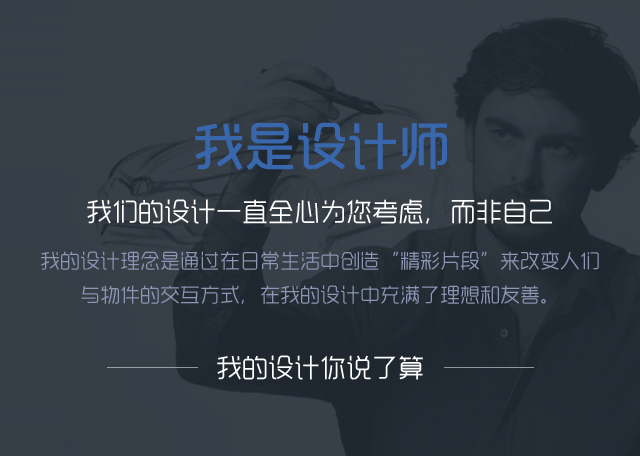 我是设计师
我们的设计一直全心为您考虑，而非自己
我的设计理念是通过在日常生活中创造“精彩片段”来改变人们
与物件的交互方式，在我的设计中充满了理想和友善。
我的设计你说了算